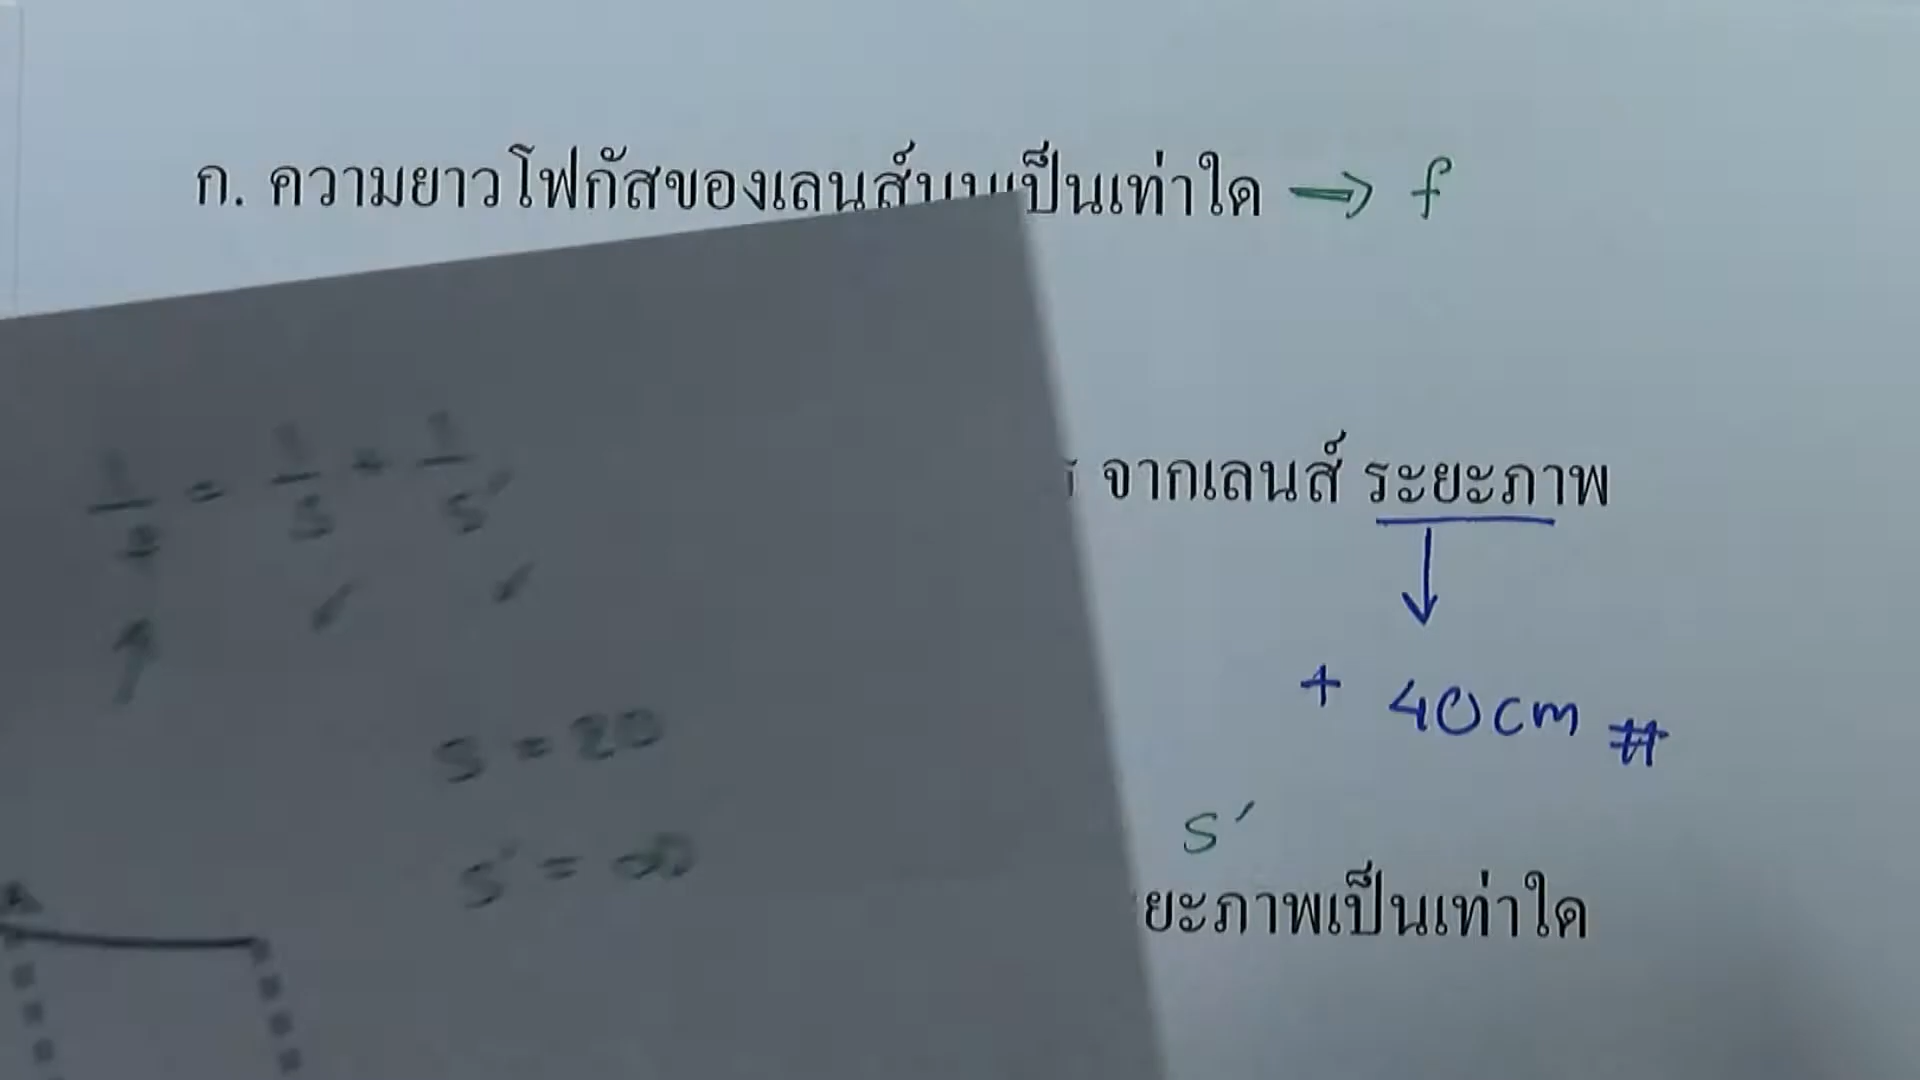 ก. ความยาวโฟกัสของเลนส์นูนเป็นเท่าใด → f
1/f = 1/s + 1/s'
จากเลนส์ ระยะภาพ
+ 40cm #
s = 20
s' = ∞
s'
ยะภาพเป็นเท่าใด